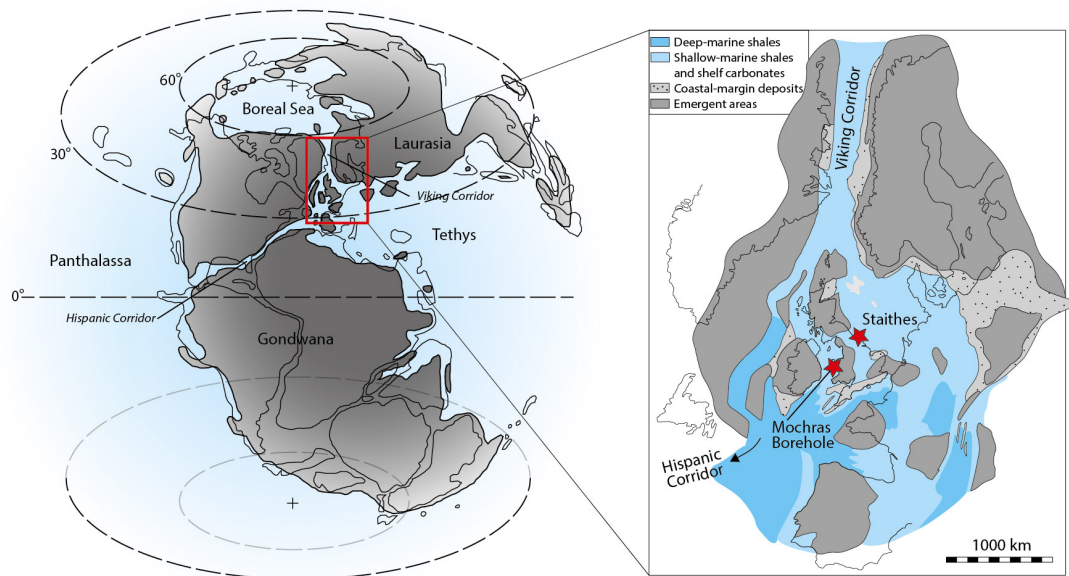 60°
Boreal Sea
30°
Laurasia
Viking Corridor
Tethys
Panthalassa
0°
Hispanic Corridor
Gondwana
Deep-marine shales
Shallow-marine shales
and shelf carbonates
Coastal-margin deposits
Emergent areas
Viking Corridor
Staithes
Mochras
Borehole
Hispanic
Corridor
1000 km